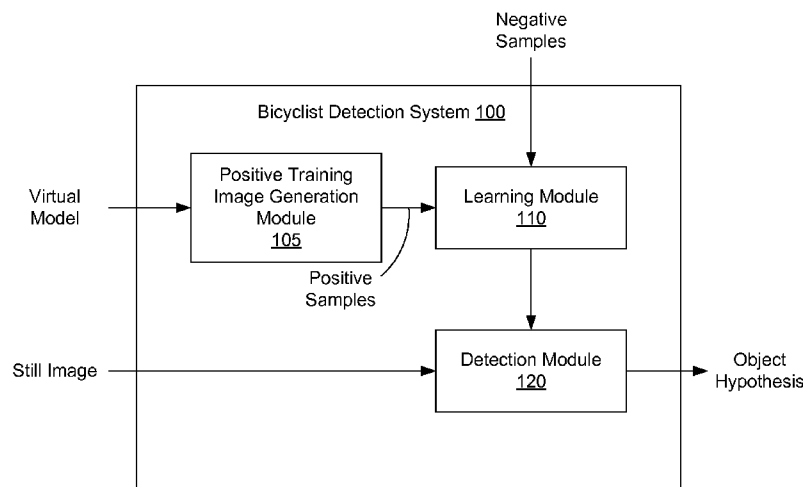 Negative
Samples
Bicyclist Detection System 100
Virtual
Model
Positive Training
Image Generation
Module
105
Learning Module
110
Positive
Samples
Still Image
Detection Module
120
Object
Hypothesis